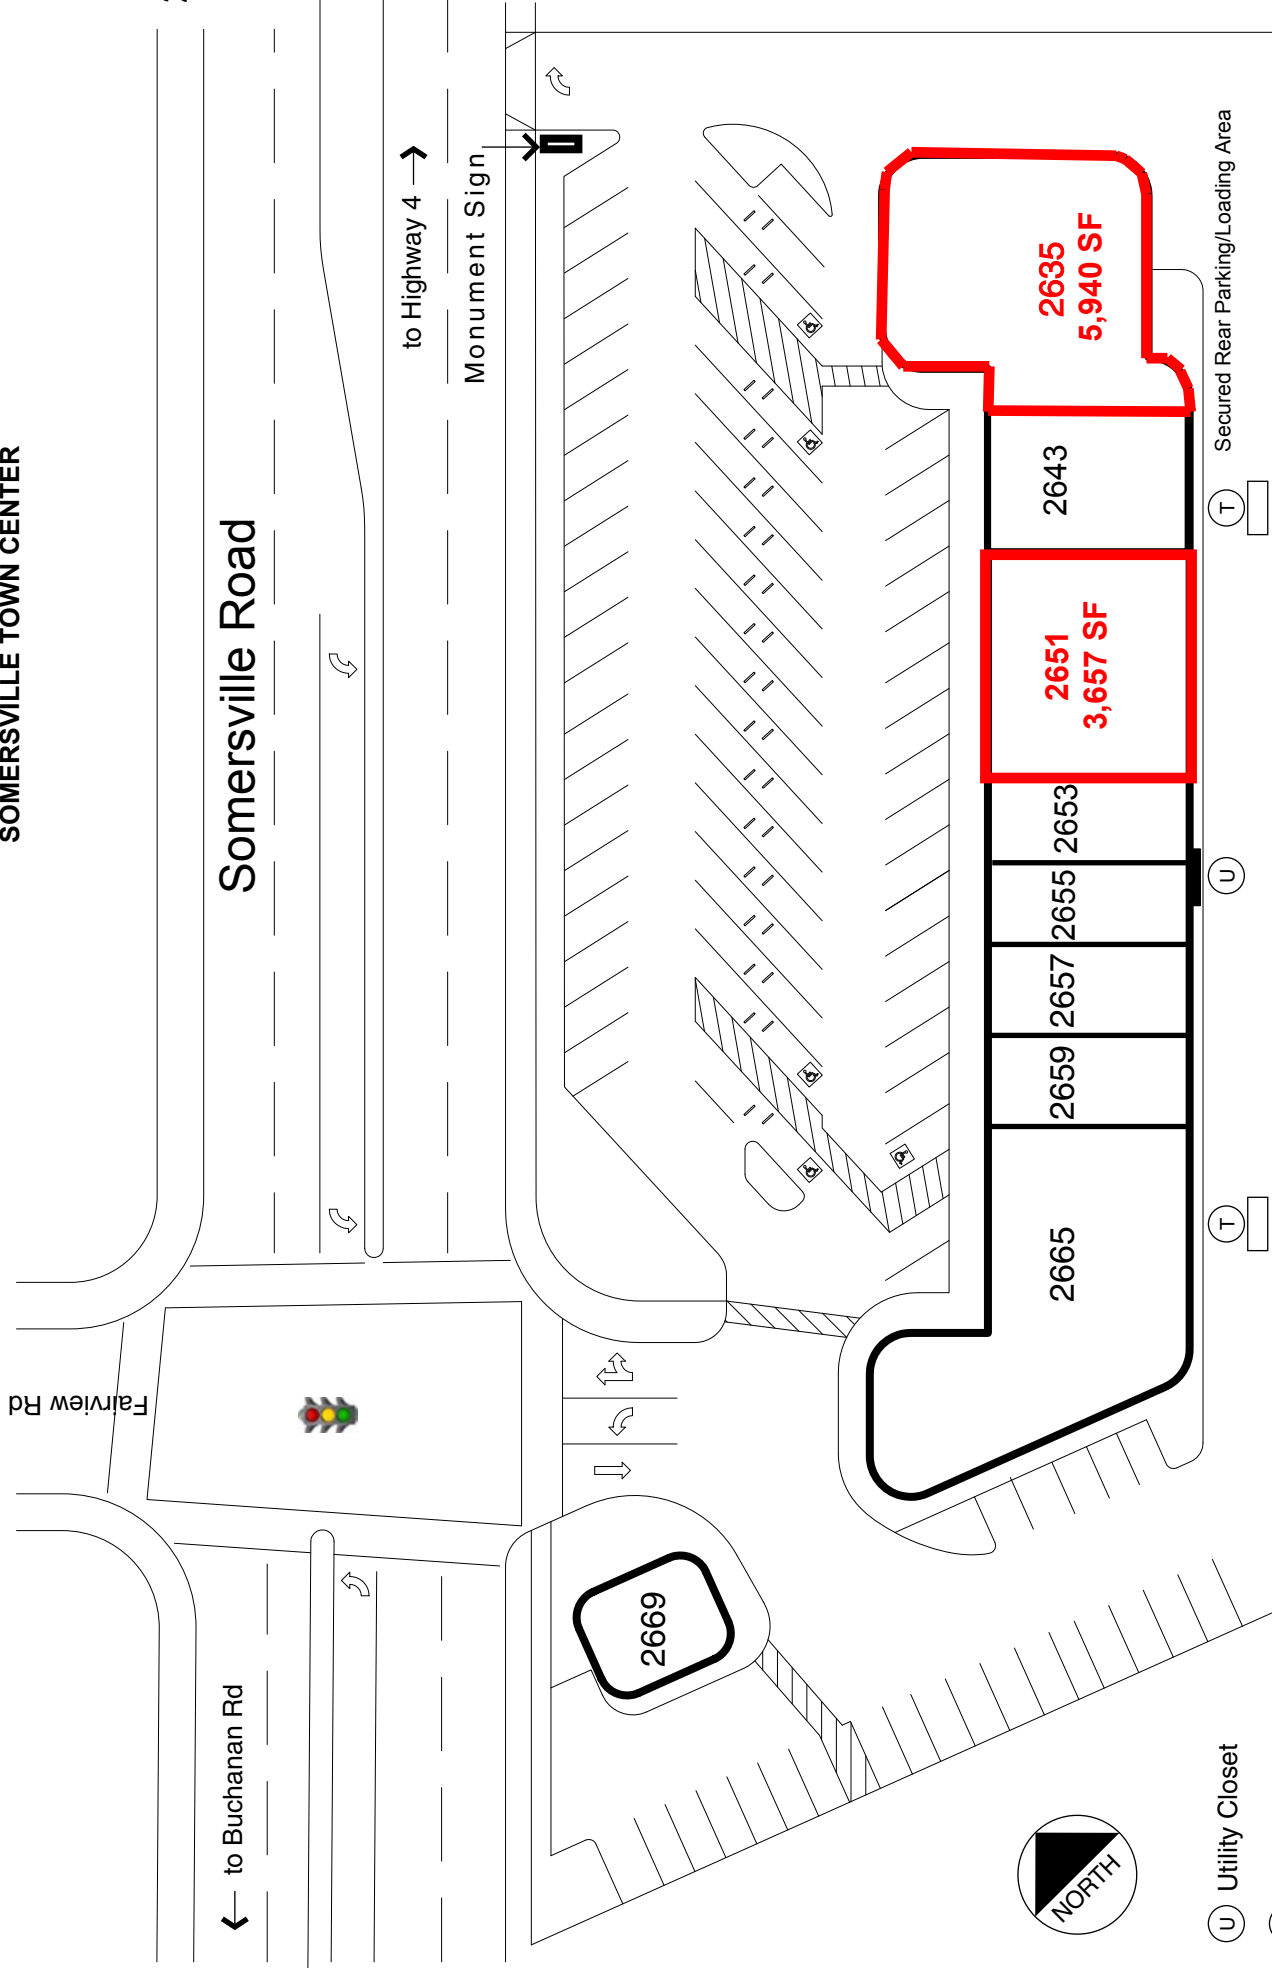 SOMERSVILLE TOWN CENTER
Somersville Road
to Buchanan Rd
Fairview Rd
to Highway 4
Monument Sign
2669
2665
2659
2657
2655
2653
2651
3,657 SF
2643
2635
5,940 SF
T
U
T
Secured Rear Parking/Loading Area
NORTH
U Utility Closet